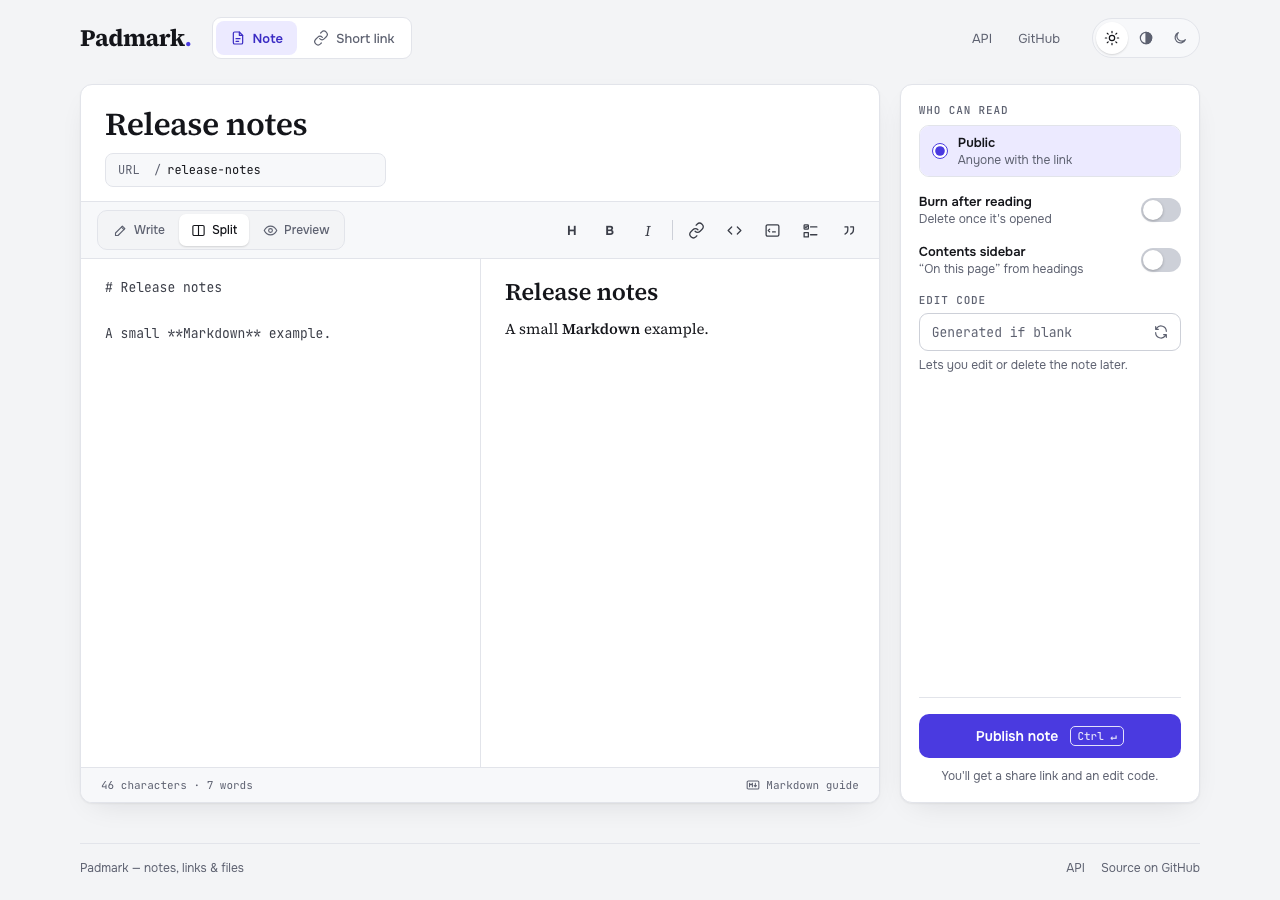 Padmark.
Note
Short link
API
GitHub
Release notes
URL / release-notes
Write
Split
Preview
H
B
I
# Release notes
A small **Markdown** example.
Release notes
A small Markdown example.
46 characters · 7 words
Markdown guide
WHO CAN READ
Public
Anyone with the link
Burn after reading
Delete once it's opened
Contents sidebar
“On this page” from headings
EDIT CODE
Generated if blank
Lets you edit or delete the note later.
Publish note Ctrl ↵
You'll get a share link and an edit code.
Padmark — notes, links & files
API
Source on GitHub